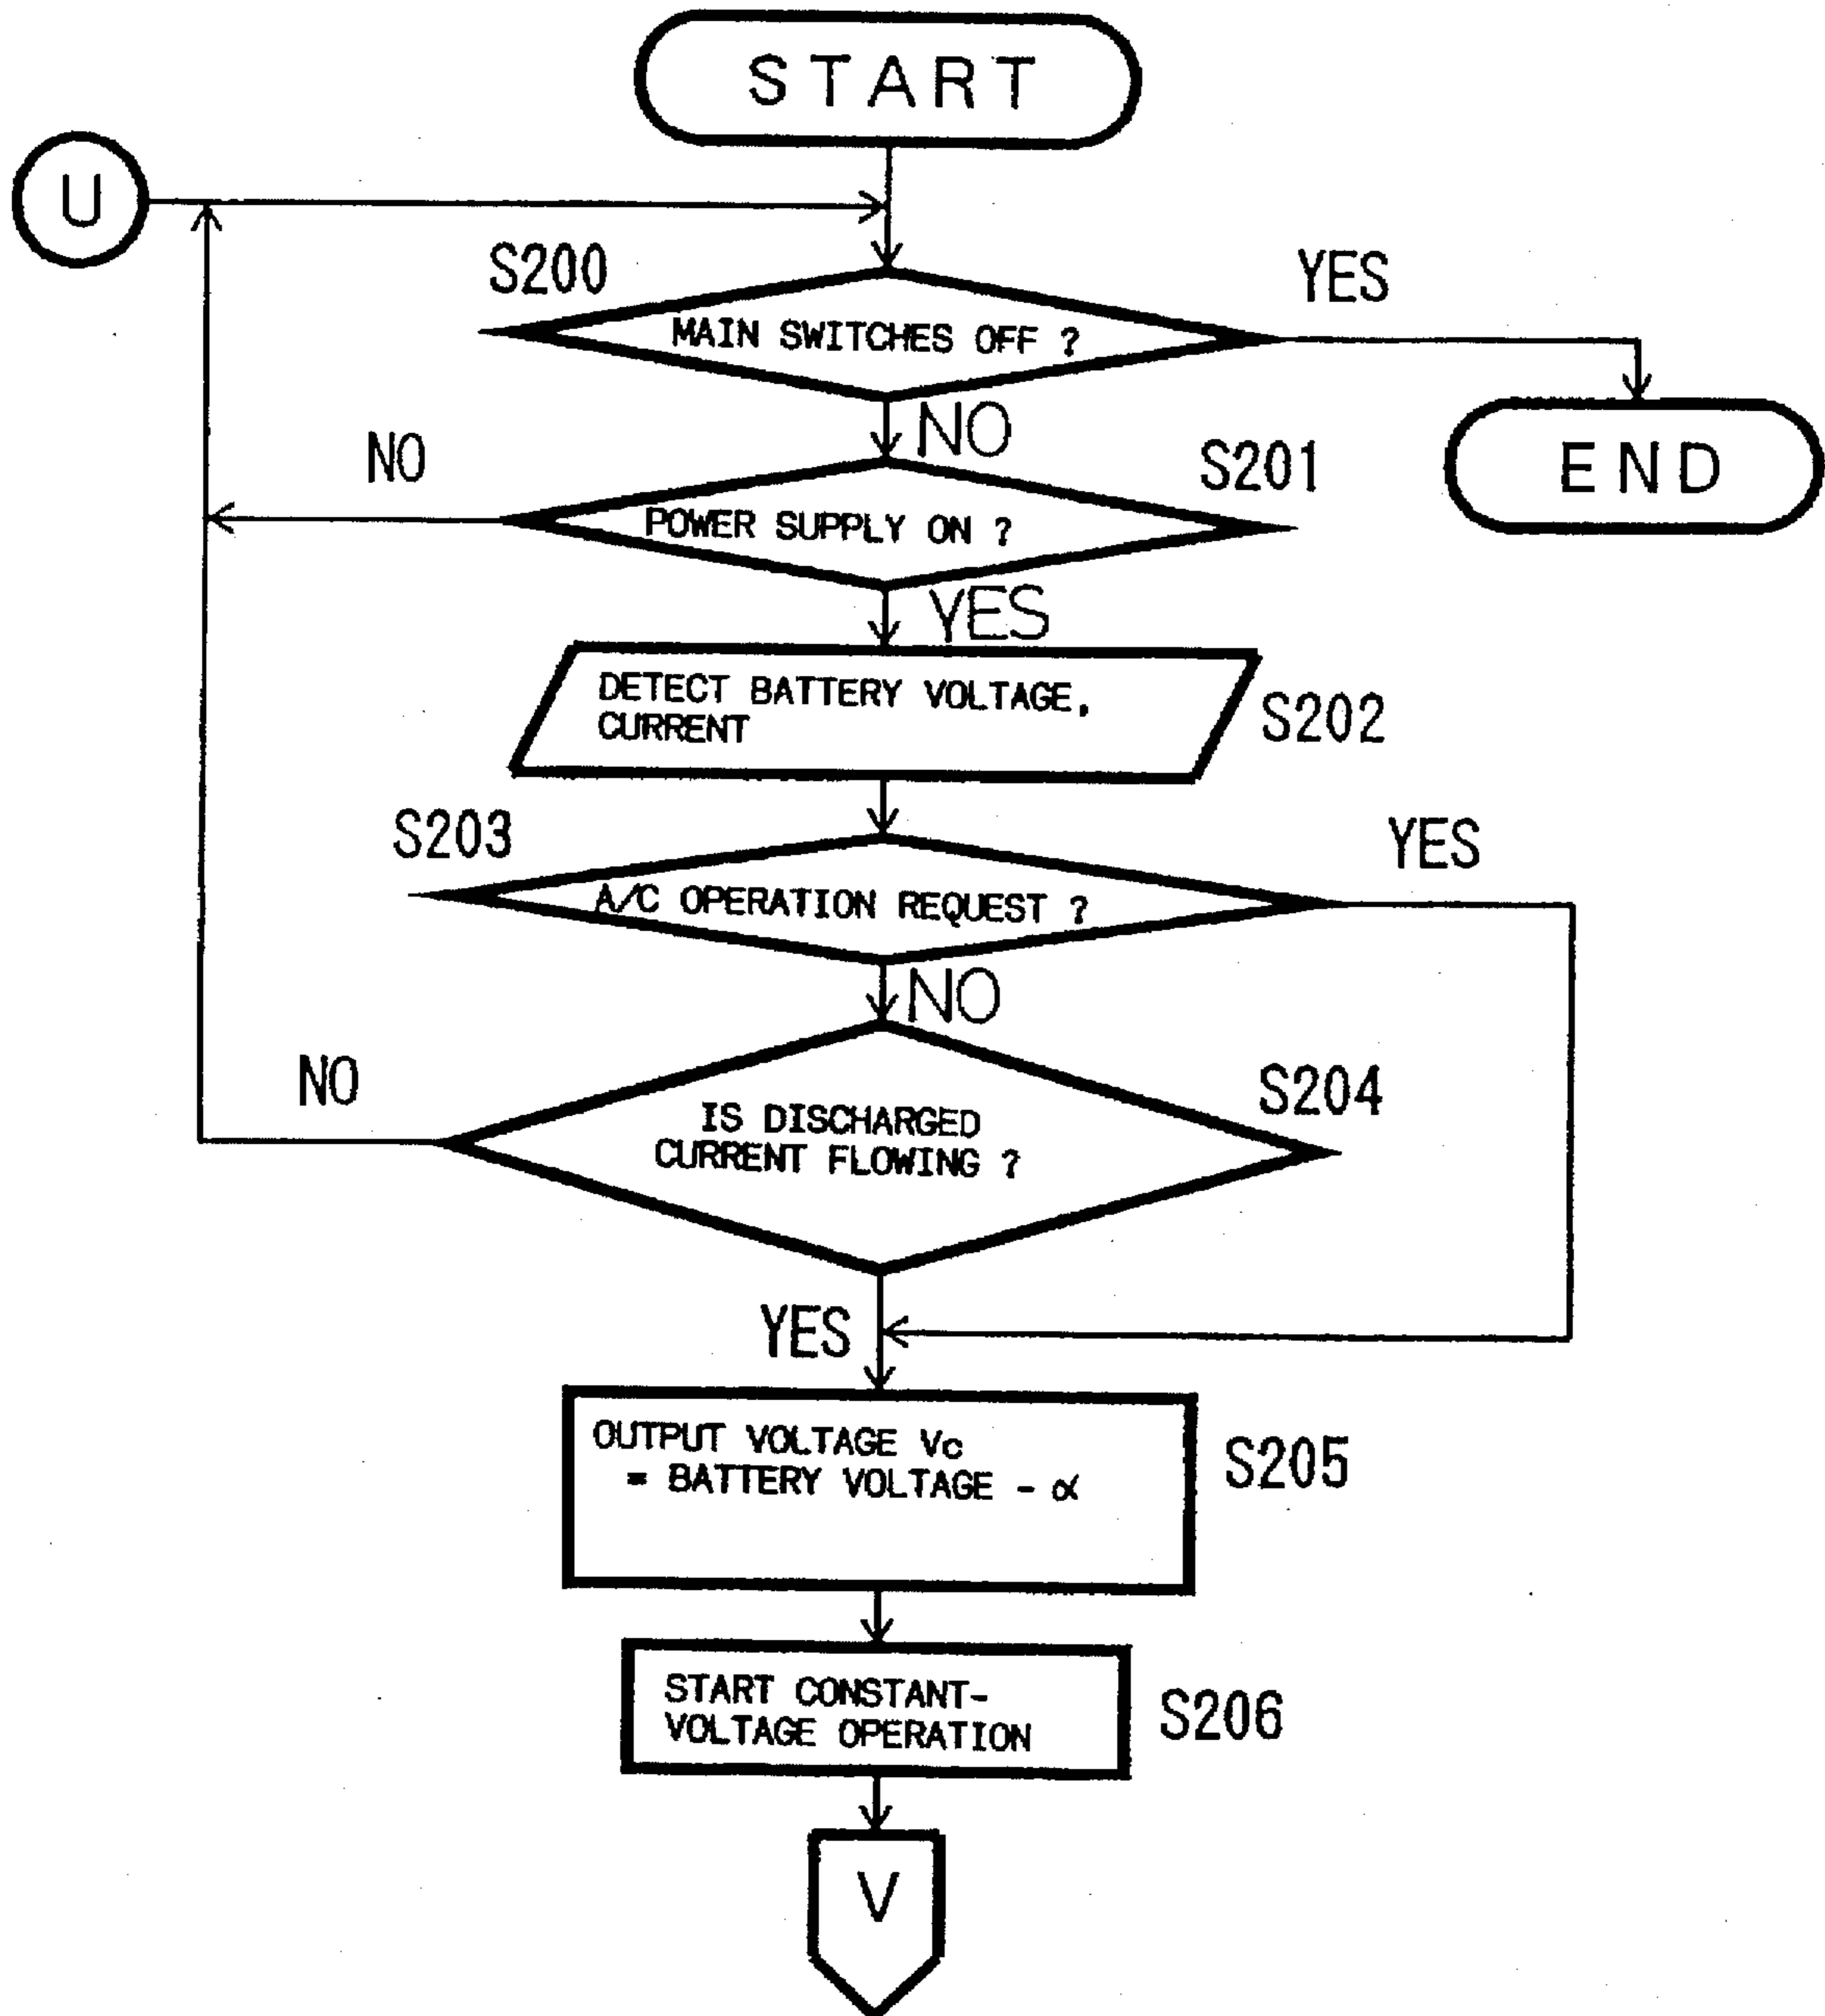 START
U
S200
YES
MAIN SWITCHES OFF ?
NO
NO
S201
END
POWER SUPPLY ON ?
YES
DETECT BATTERY VOLTAGE,
CURRENT
S202
S203
YES
A/C OPERATION REQUEST ?
NO
NO
S204
IS DISCHARGED
CURRENT FLOWING ?
YES
OUTPUT VOLTAGE Vc
= BATTERY VOLTAGE - α
S205
START CONSTANT-
VOLTAGE OPERATION
S206
V